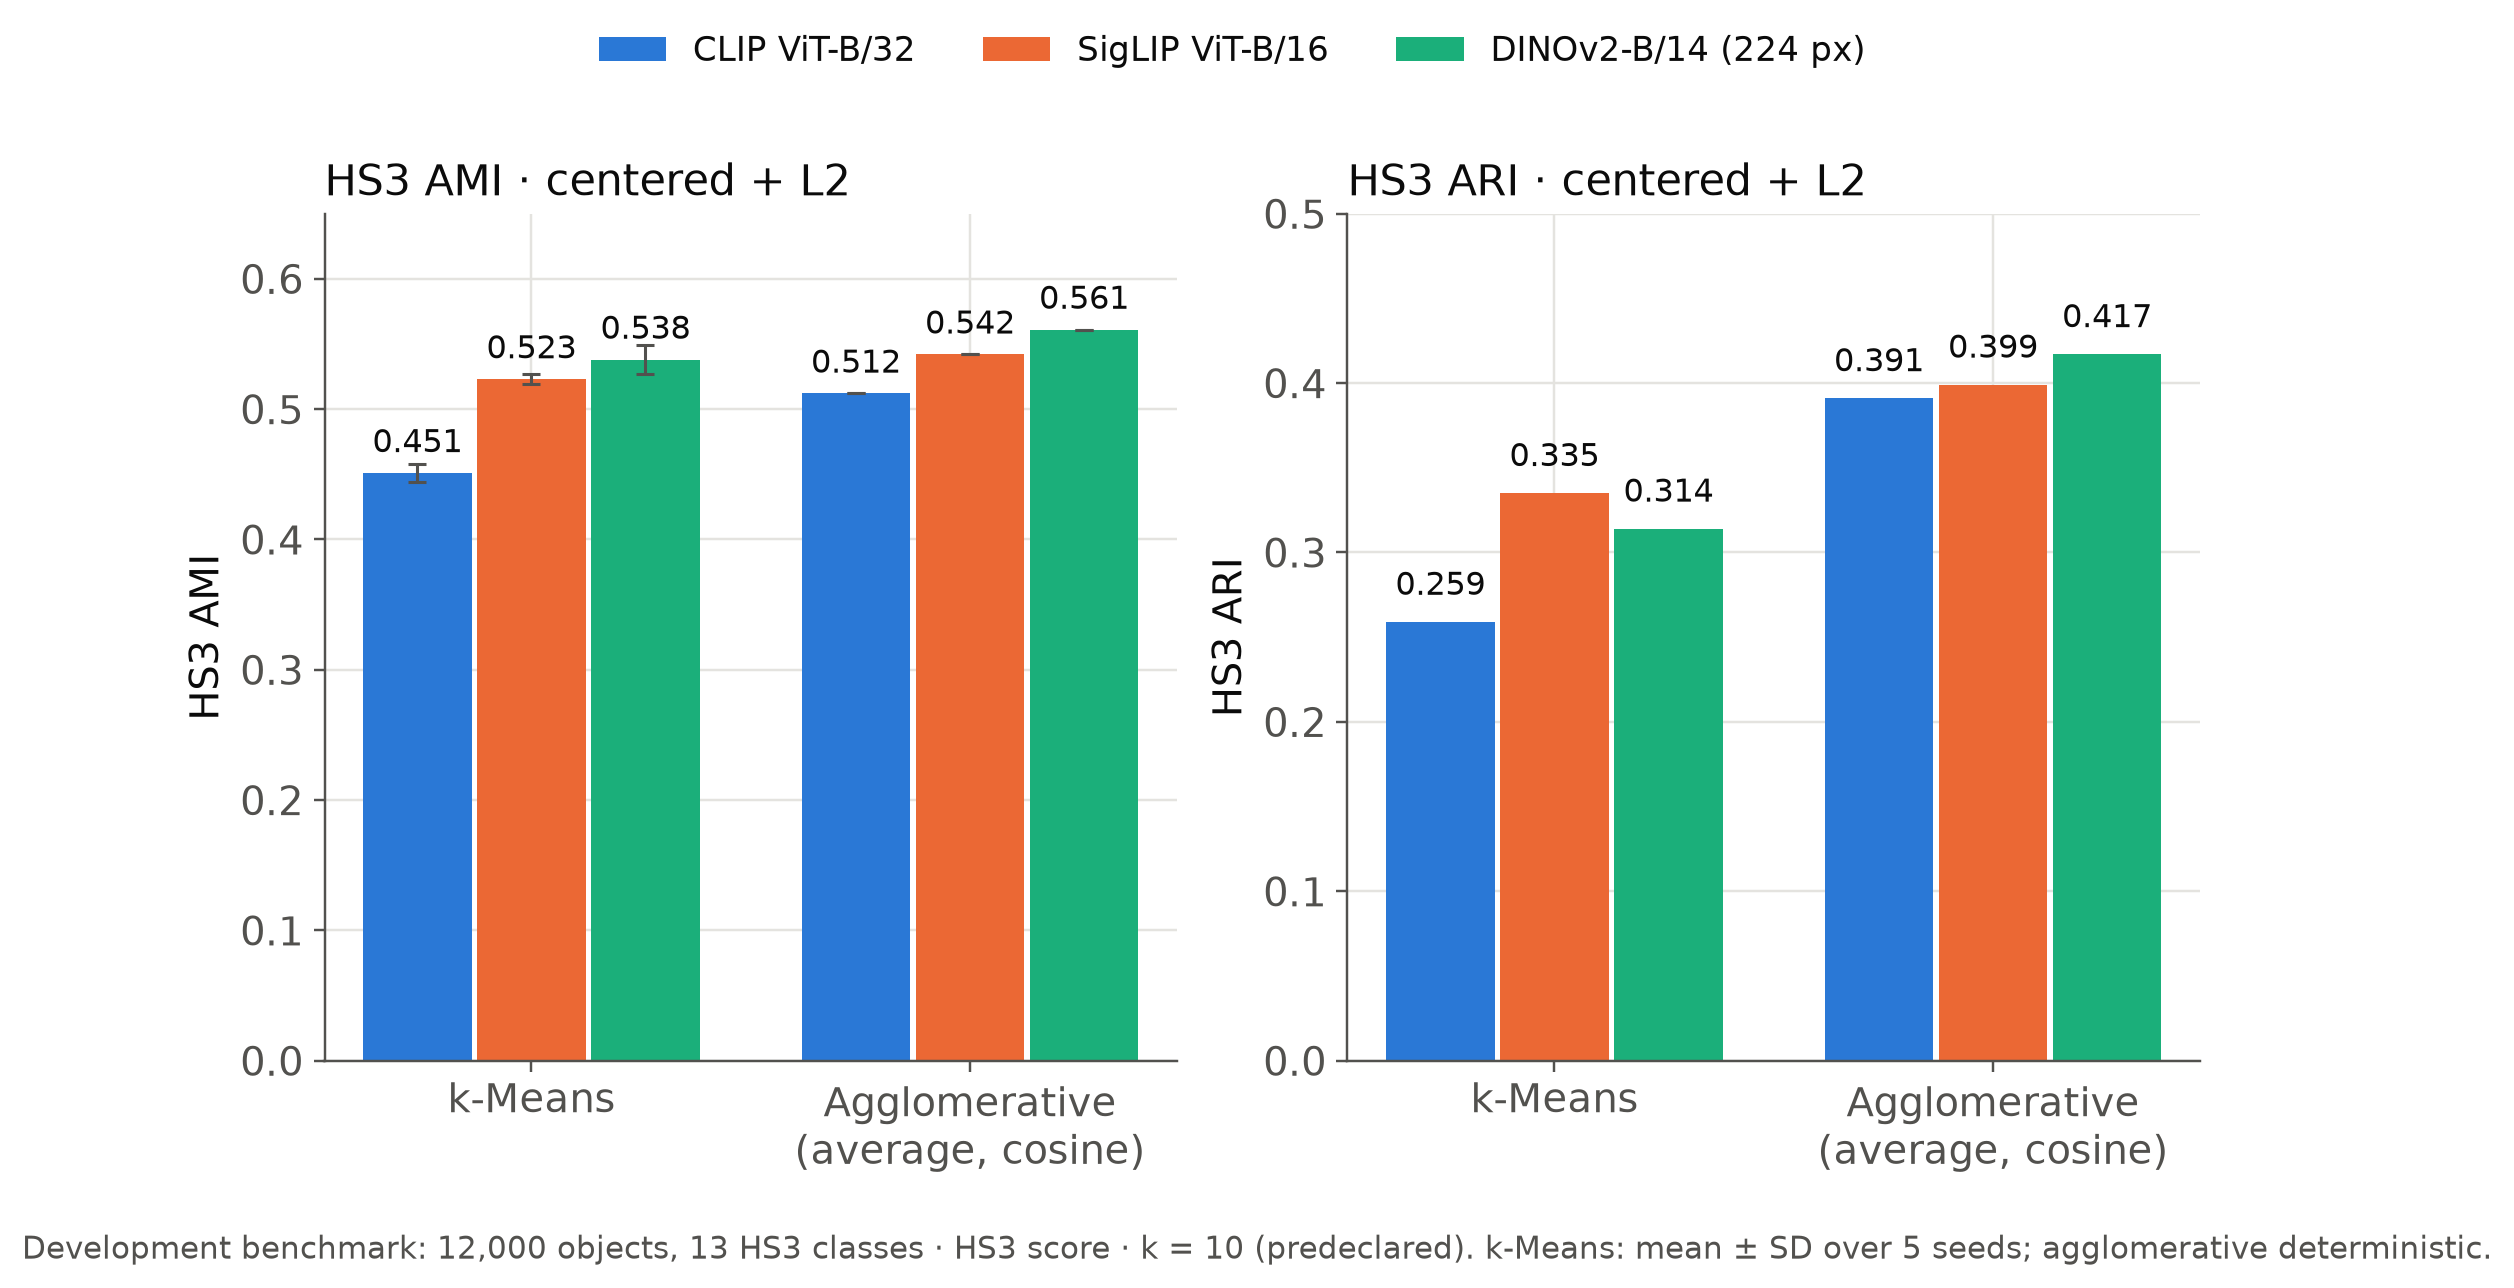 CLIP ViT-B/32
SigLIP ViT-B/16
DINOv2-B/14 (224 px)
HS3 AMI · centered + L2
HS3 AMI
0.6
0.5
0.4
0.3
0.2
0.1
0.0
0.451
0.523
0.538
0.512
0.542
0.561
k-Means
Agglomerative
(average, cosine)
HS3 ARI · centered + L2
HS3 ARI
0.5
0.4
0.3
0.2
0.1
0.0
0.259
0.335
0.314
0.391
0.399
0.417
k-Means
Agglomerative
(average, cosine)
Development benchmark: 12,000 objects, 13 HS3 classes · HS3 score · k = 10 (predeclared). k-Means: mean ± SD over 5 seeds; agglomerative deterministic.